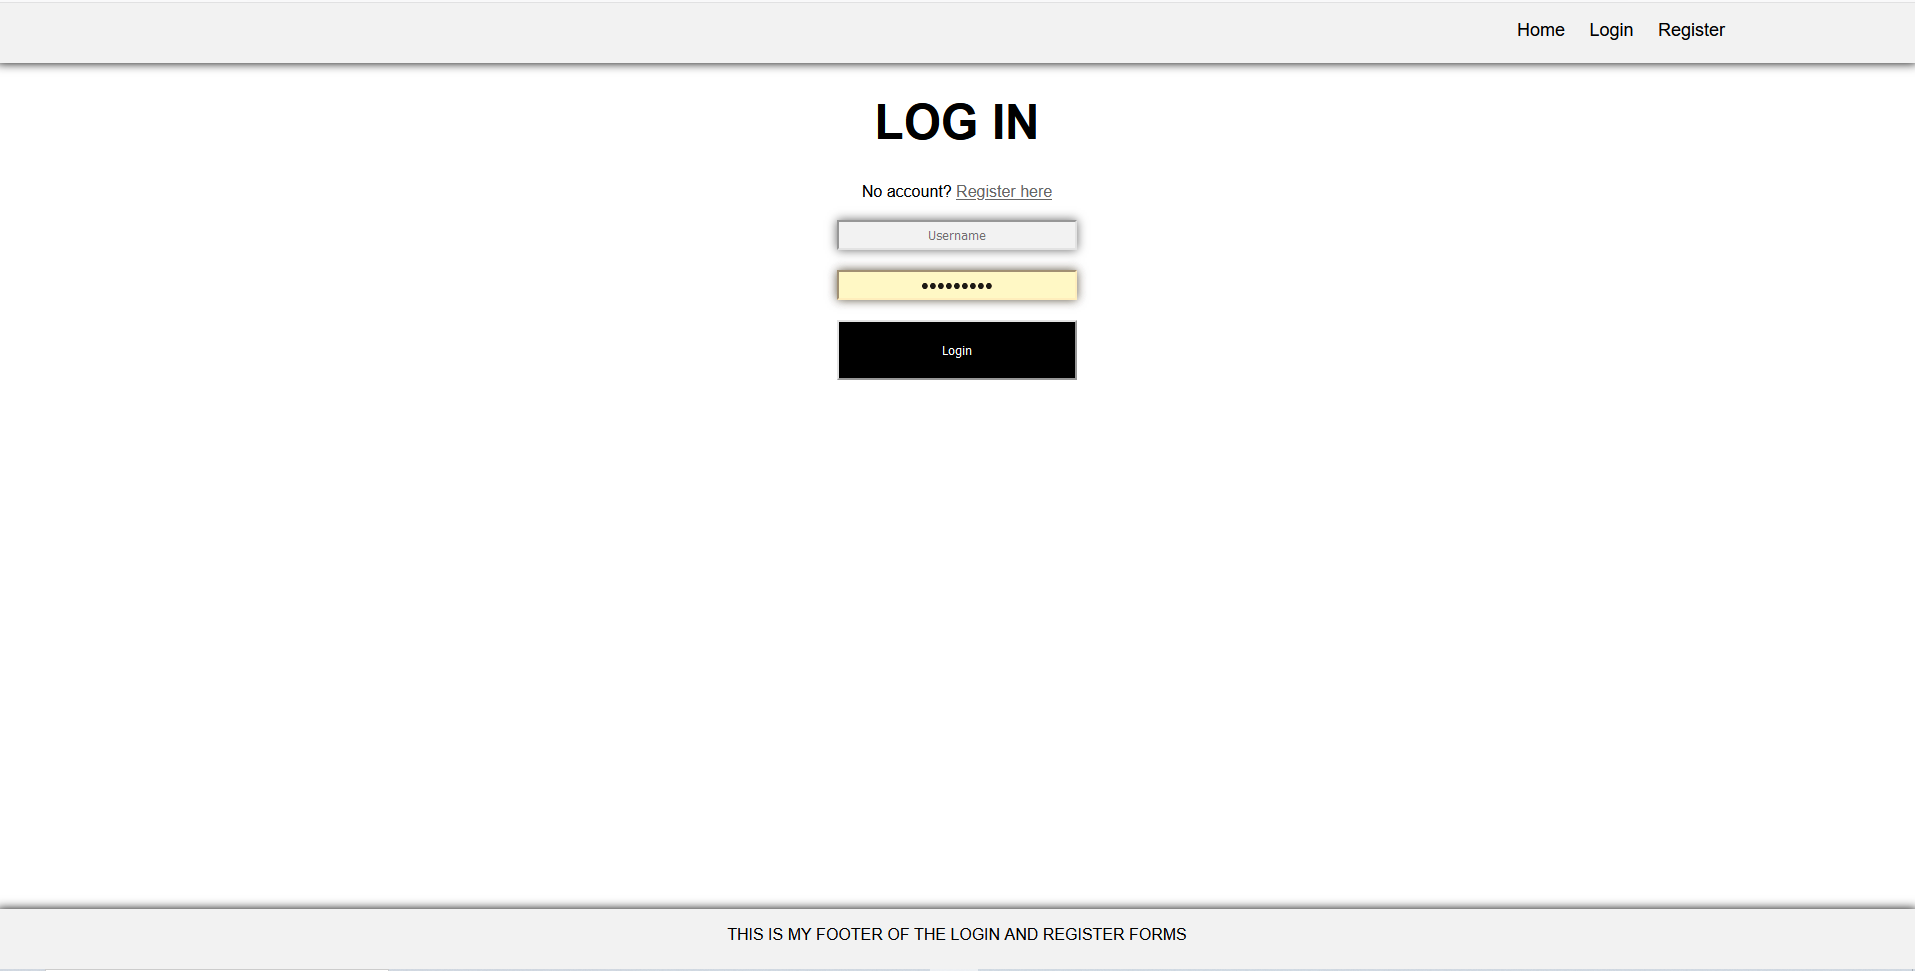 Home Login Register
LOG IN
No account? Register here
Username
•••••••••
Login
THIS IS MY FOOTER OF THE LOGIN AND REGISTER FORMS